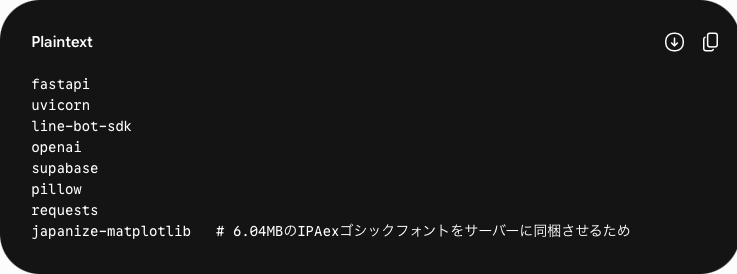 Plaintext
fastapi
uvicorn
line-bot-sdk
openai
supabase
pillow
requests
japanize-matplotlib   # 6.04MBのIPAexゴシックフォントをサーバーに同梱させるため